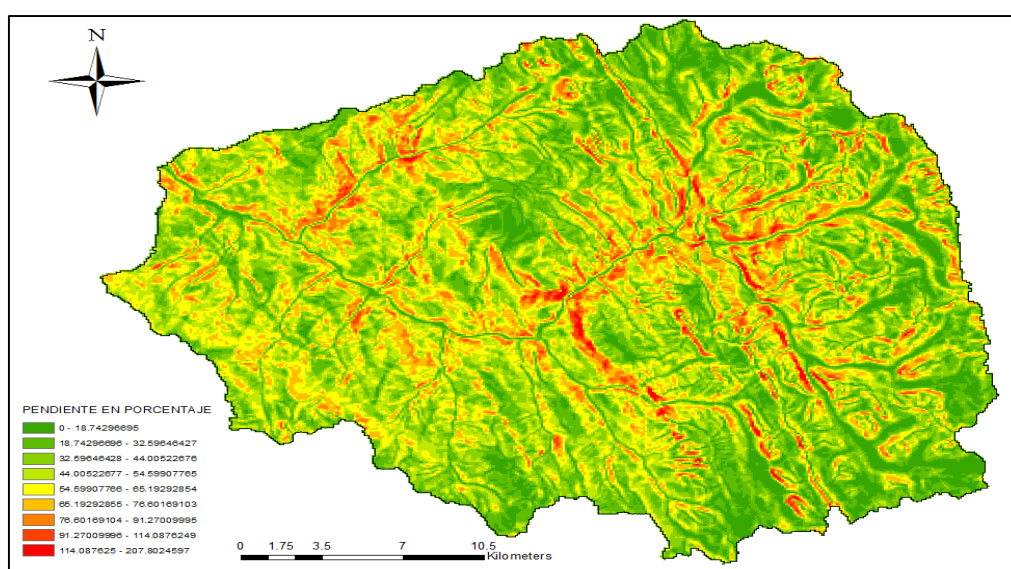 N
PENDIENTE EN PORCENTAJE
0 - 18.74296695
18.74296696 - 32.59646427
32.59646428 - 44.00522676
44.00522677 - 54.59907765
54.59907766 - 65.19292854
65.19292855 - 76.60169103
76.60169104 - 91.27009995
91.27009996 - 114.0876249
114.087625 - 207.8024597
0 1.75 3.5 7 10.5
Kilometers